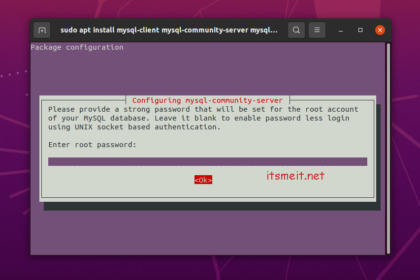 sudo apt install mysql-client mysql-community-server mysql...
Package configuration
Configuring mysql-community-server
Please provide a strong password that will be set for the root account
of your MySQL database. Leave it blank to enable password less login
using UNIX socket based authentication.
Enter root password:
<Ok>
itsmeit.net